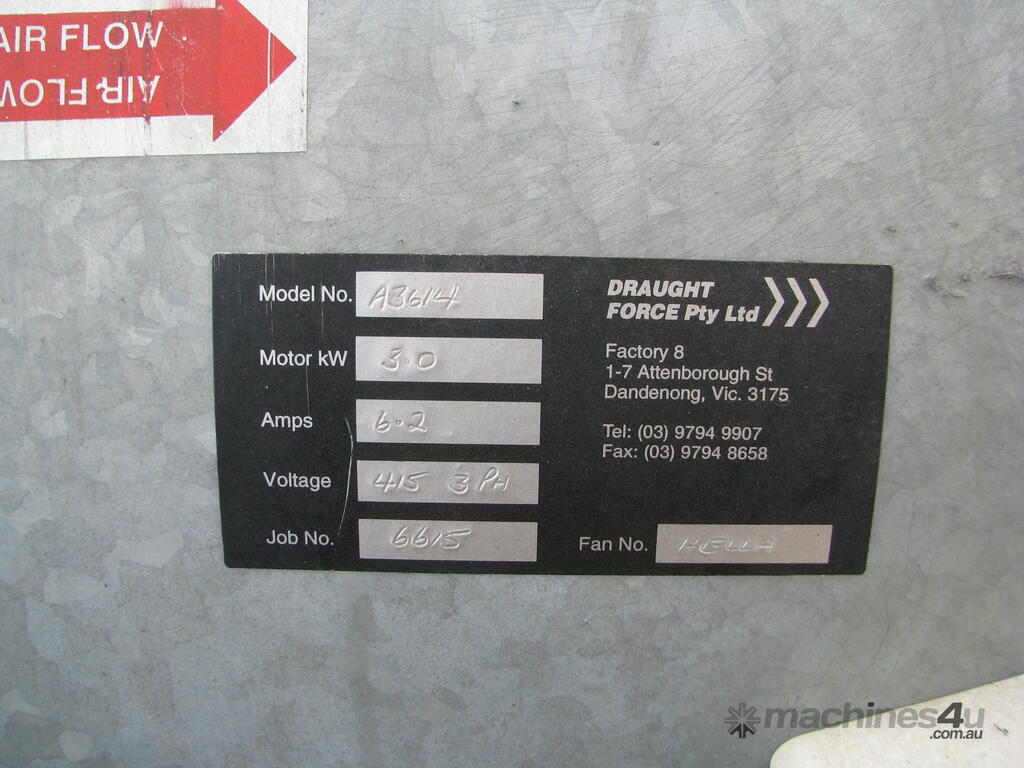 AIR FLOW
AIR FLOW
Model No. A3614
Motor kW 3.0
Amps 6.2
Voltage 415 3 PH
Job No. 6615
DRAUGHT
FORCE Pty Ltd
Factory 8
1-7 Attenborough St
Dandenong, Vic. 3175
Tel: (03) 9794 9907
Fax: (03) 9794 8658
Fan No. HELLA
machines4u
.com.au